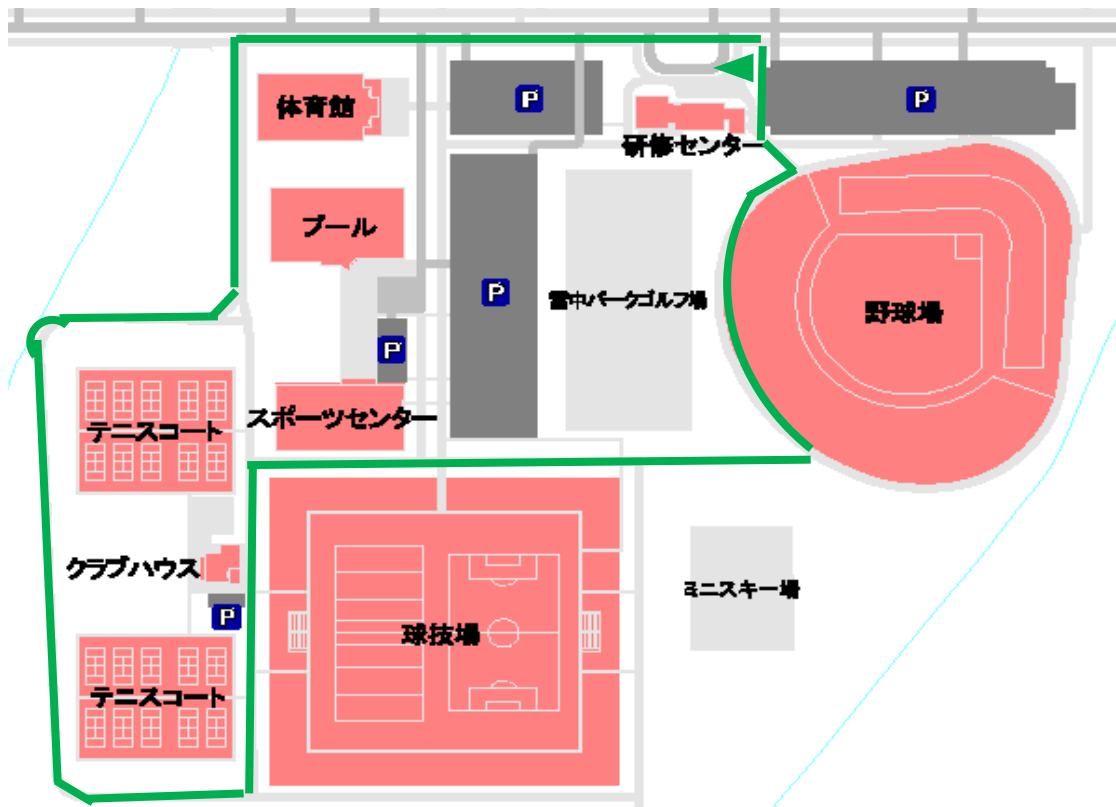 P
P
体育館
研修センター
プール
P
雪中パークゴルフ場
野球場
P
スポーツセンター
テニスコート
クラブハウス
ミニスキー場
P
球技場
テニスコート